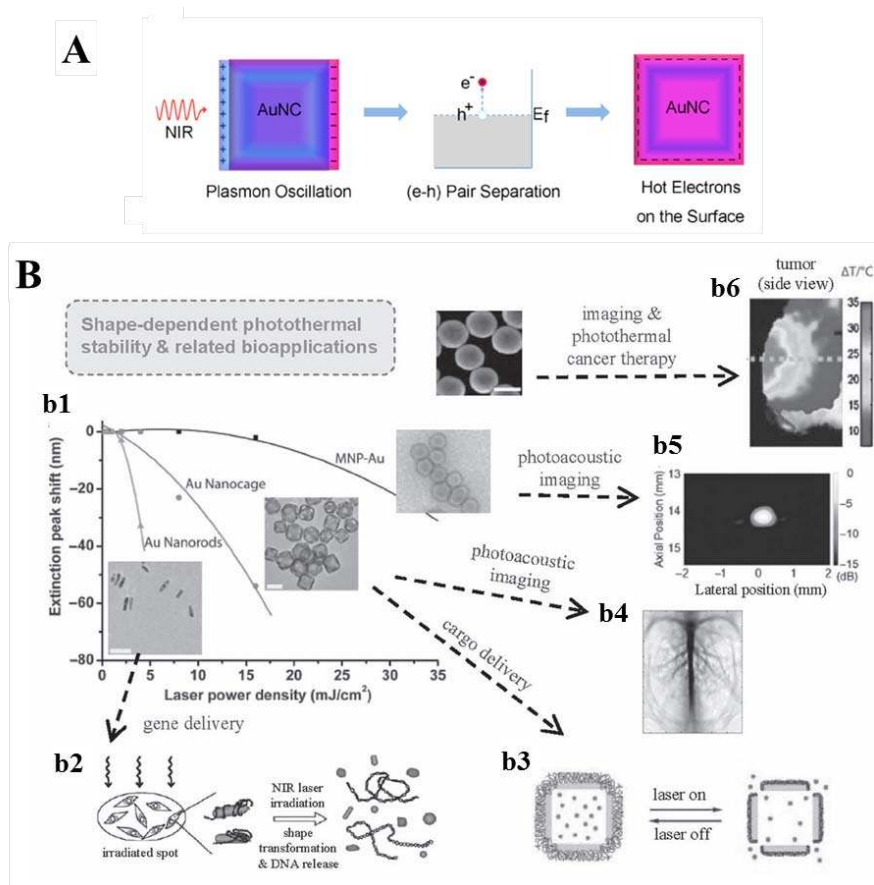 A
+ + + + + + + + +
AuNC
- - - - - - - - -
NIR
Plasmon Oscillation
e-
h+
Ef
(e-h) Pair Separation
AuNC
Hot Electrons
on the Surface
B
Shape-dependent photothermal
stability & related bioapplications
imaging &
photothermal
cancer therapy
b6
tumor
(side view)
ΔT/°C
35
30
25
20
15
10
b1
Extinction peak shift (nm)
0
-20
-40
-60
-80
0
5
10
15
20
25
30
35
Laser power density (mJ/cm2)
MNP-Au
Au Nanocage
Au Nanorods
photoacoustic
imaging
b5
Axial Position (mm)
13
14
15
-2
-1
0
1
2
Lateral position (mm)
0
-5
-10
-15
(dB)
photoacoustic
imaging
b4
cargo delivery
gene delivery
b2
irradiated spot
NIR laser
irradiation
shape
transformation
& DNA release
b3
laser on
laser off